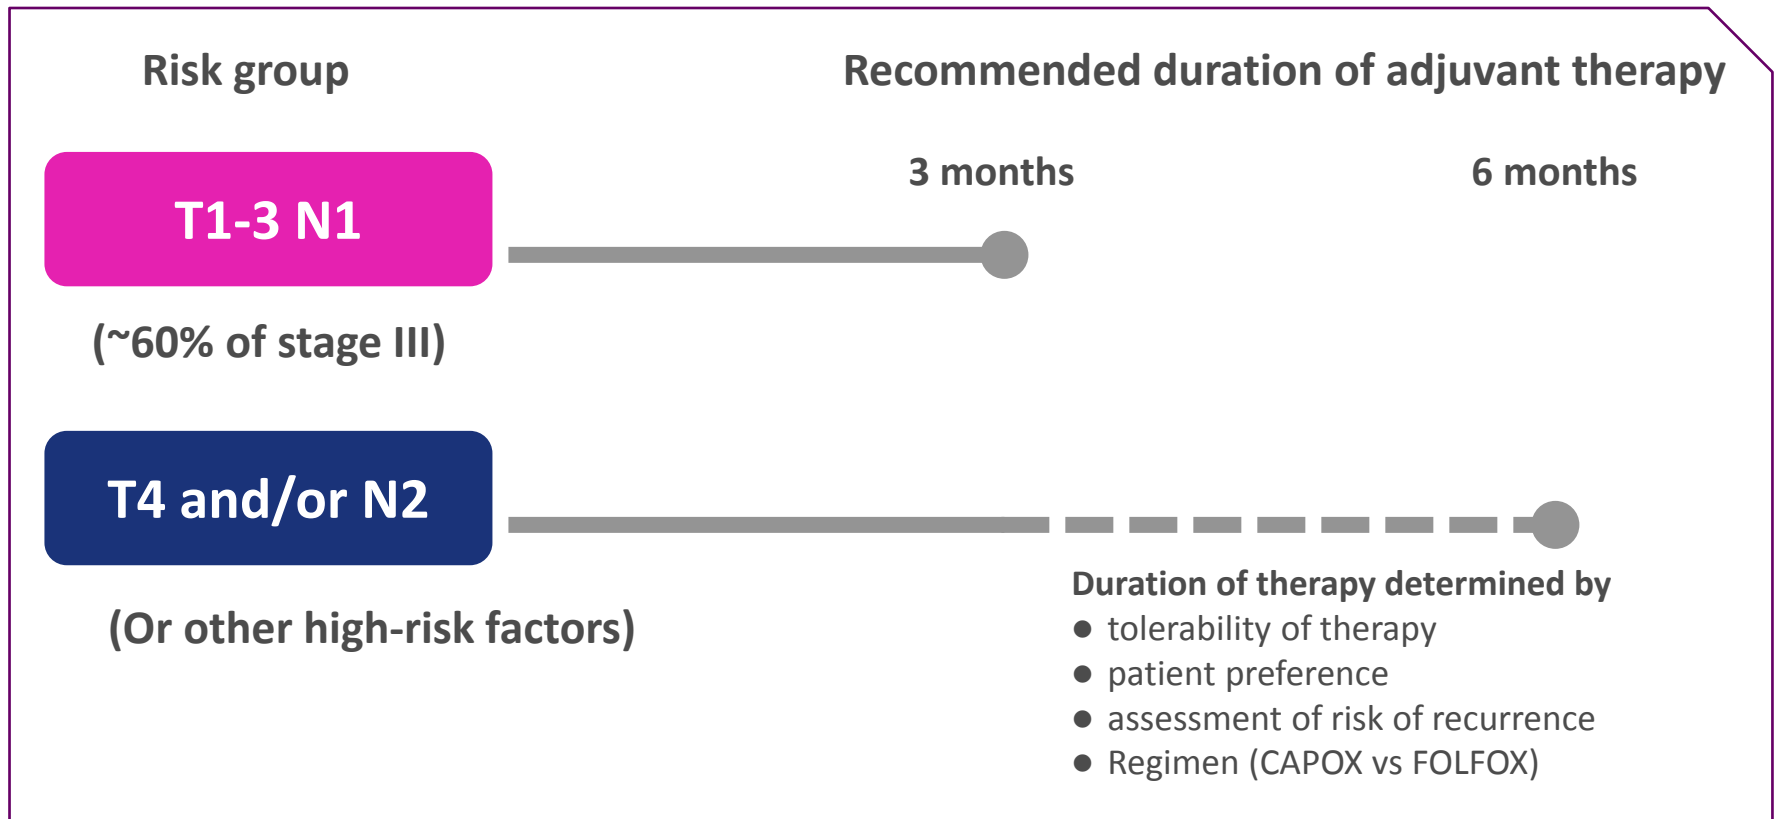 Risk group
Recommended duration of adjuvant therapy
3 months
6 months
T1-3 N1
(~60% of stage III)
T4 and/or N2
(Or other high-risk factors)
Duration of therapy determined by
● tolerability of therapy
● patient preference
● assessment of risk of recurrence
● Regimen (CAPOX vs FOLFOX)